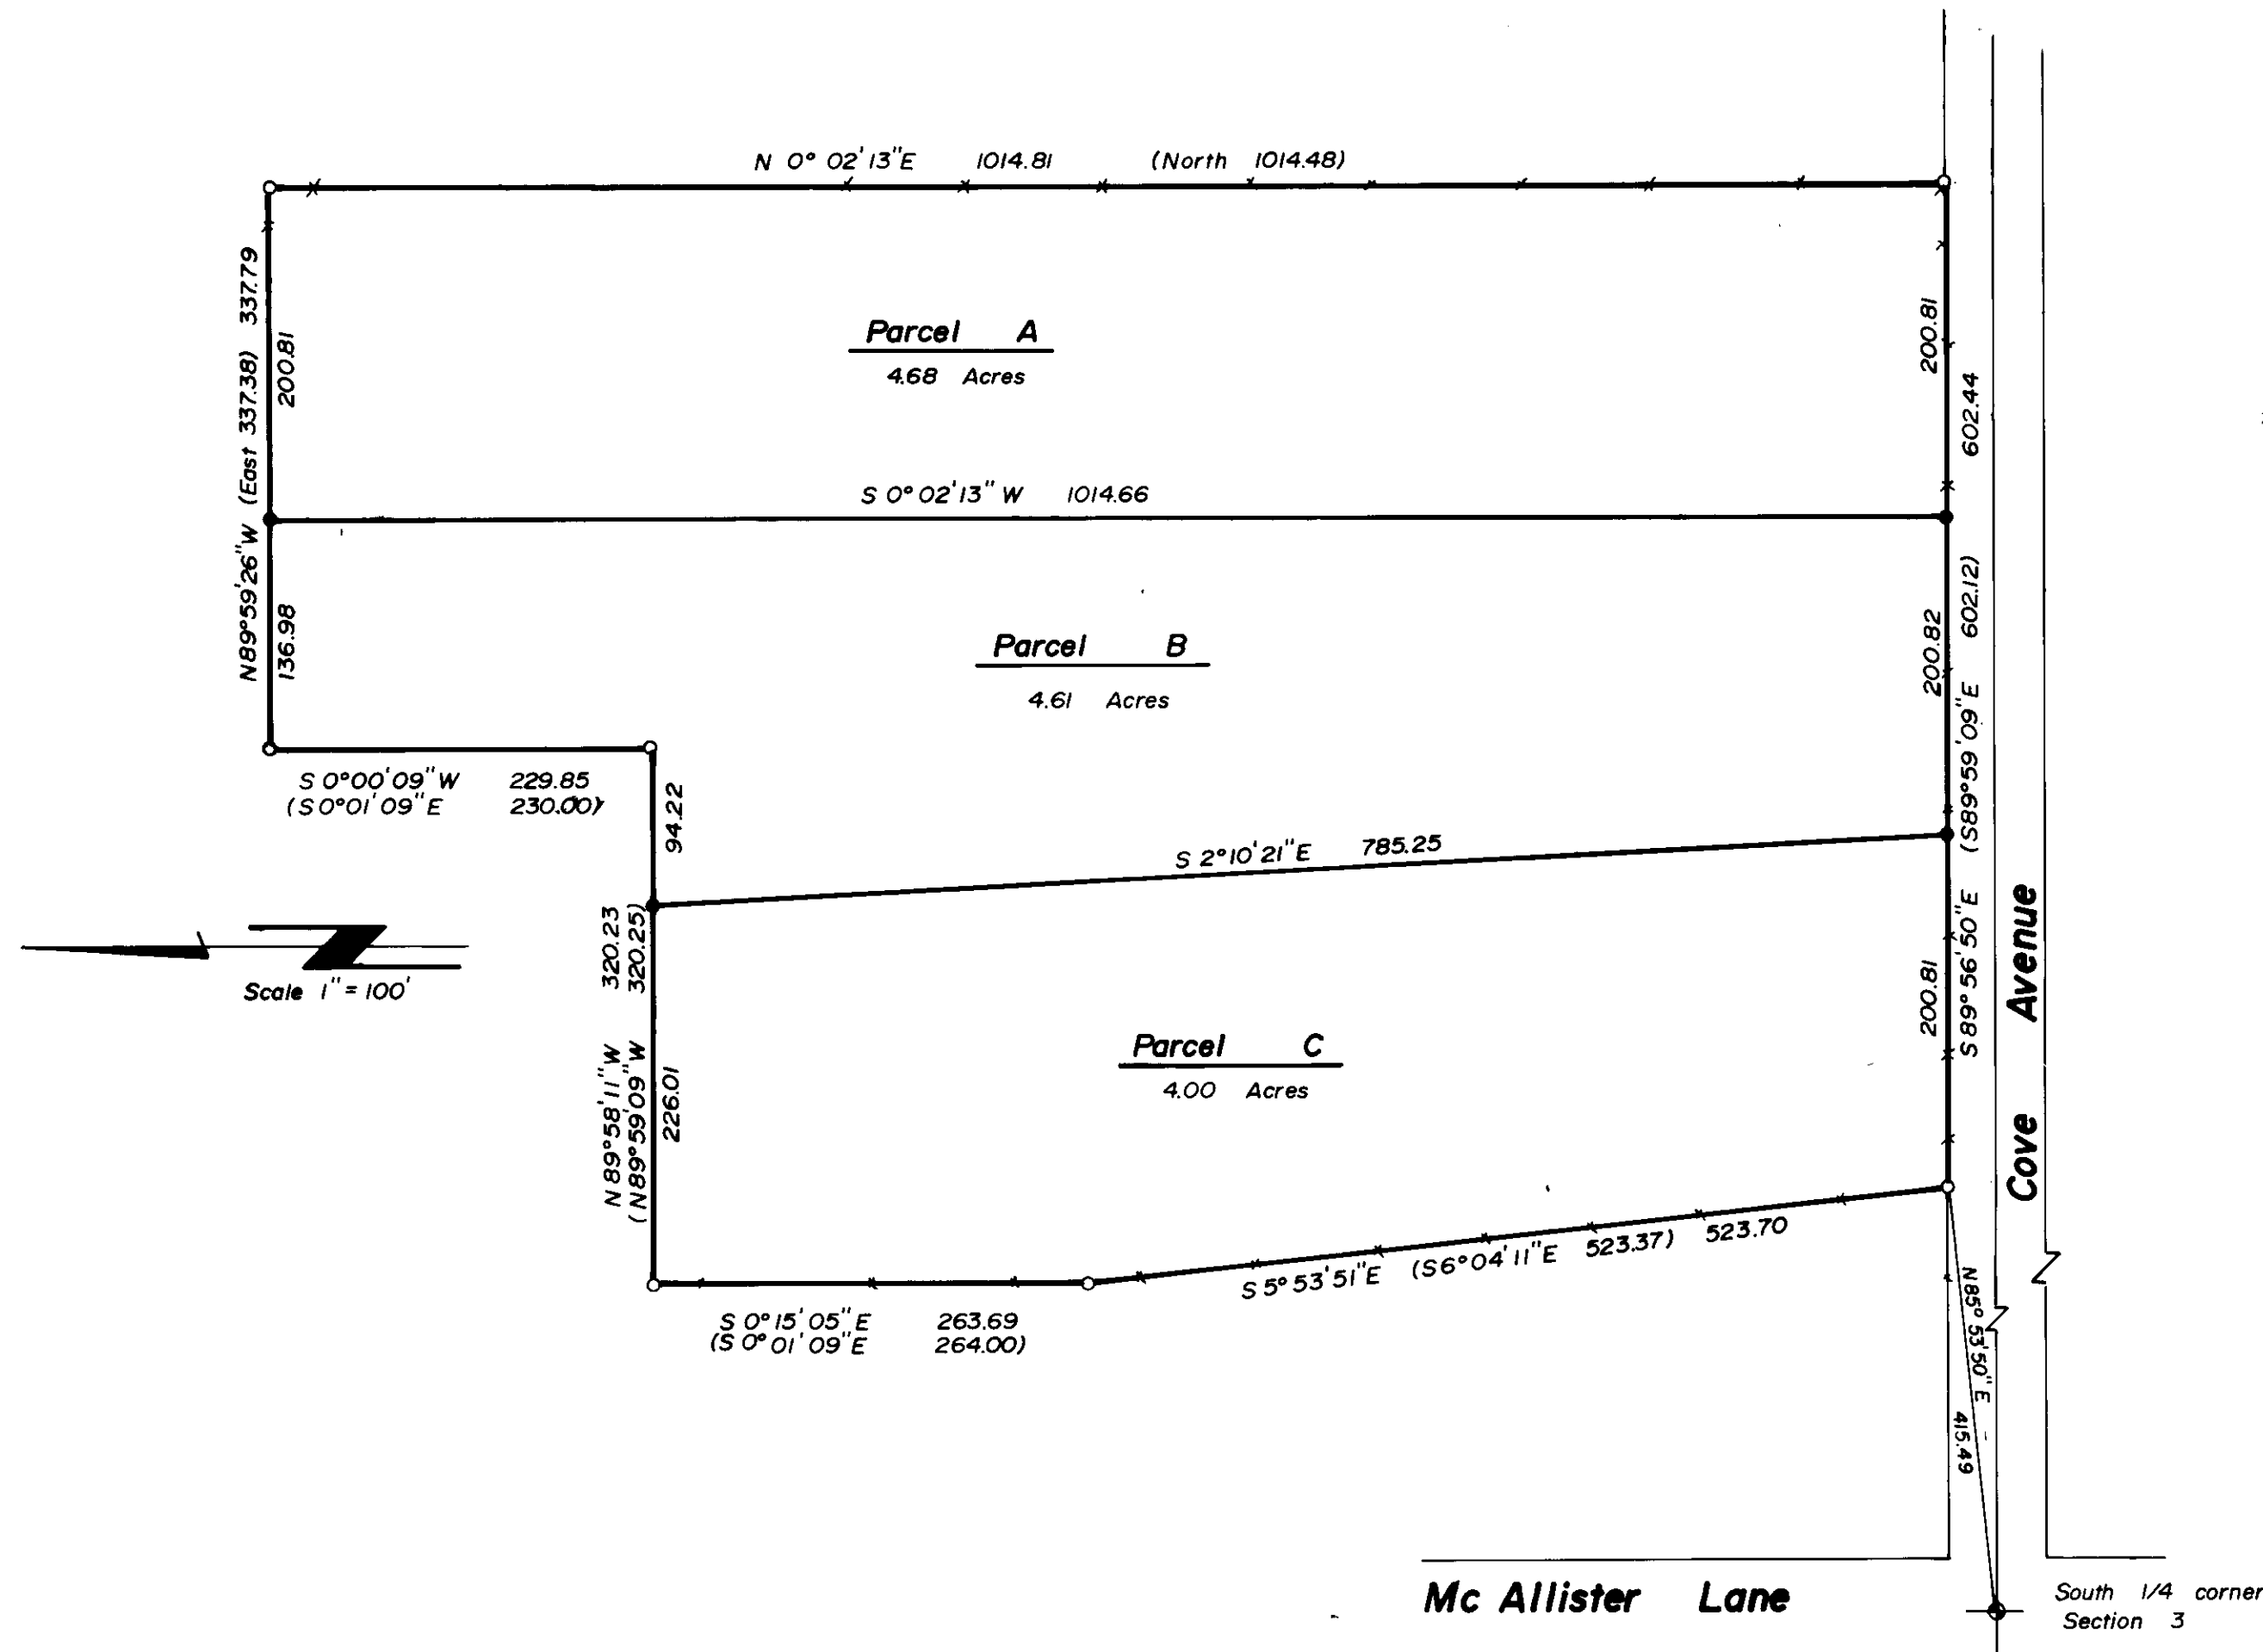 N 0° 02' 13" E 1014.81 (North 1014.48)
N 89° 59' 26" W (East 337.38) 337.79
200.81
136.98
Parcel A
4.68 Acres
200.81
602.44
S 0° 02' 13" W 1014.66
Parcel B
4.61 Acres
200.82
S 89° 56' 50" E (S 89° 59' 09" E 602.12)
S 0° 00' 09" W 229.85
(S 0° 01' 09" E 230.00)
94.22
S 2° 10' 21" E 785.25
Scale 1" = 100'
N 89° 58' 11" W 320.23
(N 89° 59' 09" W 320.25)
226.01
Parcel C
4.00 Acres
200.81
Cove Avenue
S 5° 53' 51" E (S 6° 04' 11" E 523.37) 523.70
S 0° 15' 05" E 263.69
(S 0° 01' 09" E 264.00)
N 85° 53' 50" E 415.49
Mc Allister Lane
South 1/4 corner
Section 3